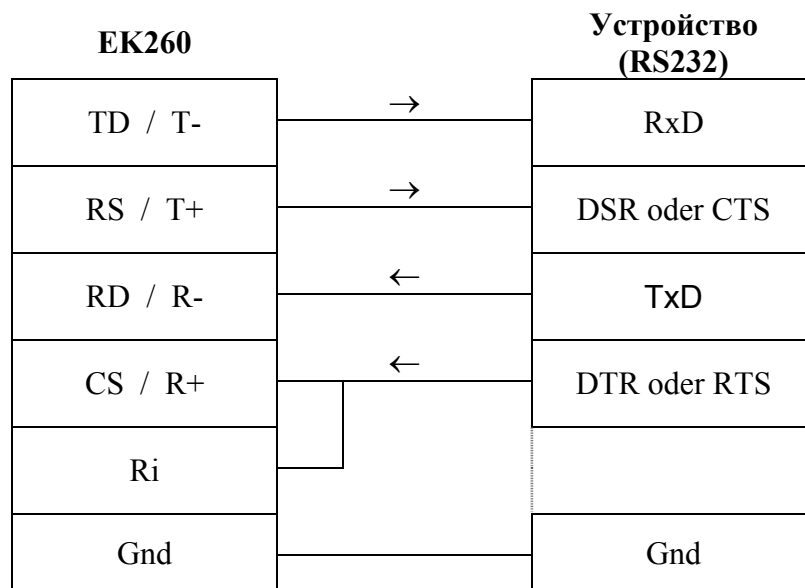 EK260
Устройство
(RS232)
TD / T-
→
RxD
RS / T+
→
DSR oder CTS
RD / R-
←
TxD
CS / R+
←
DTR oder RTS
Ri
Gnd
Gnd